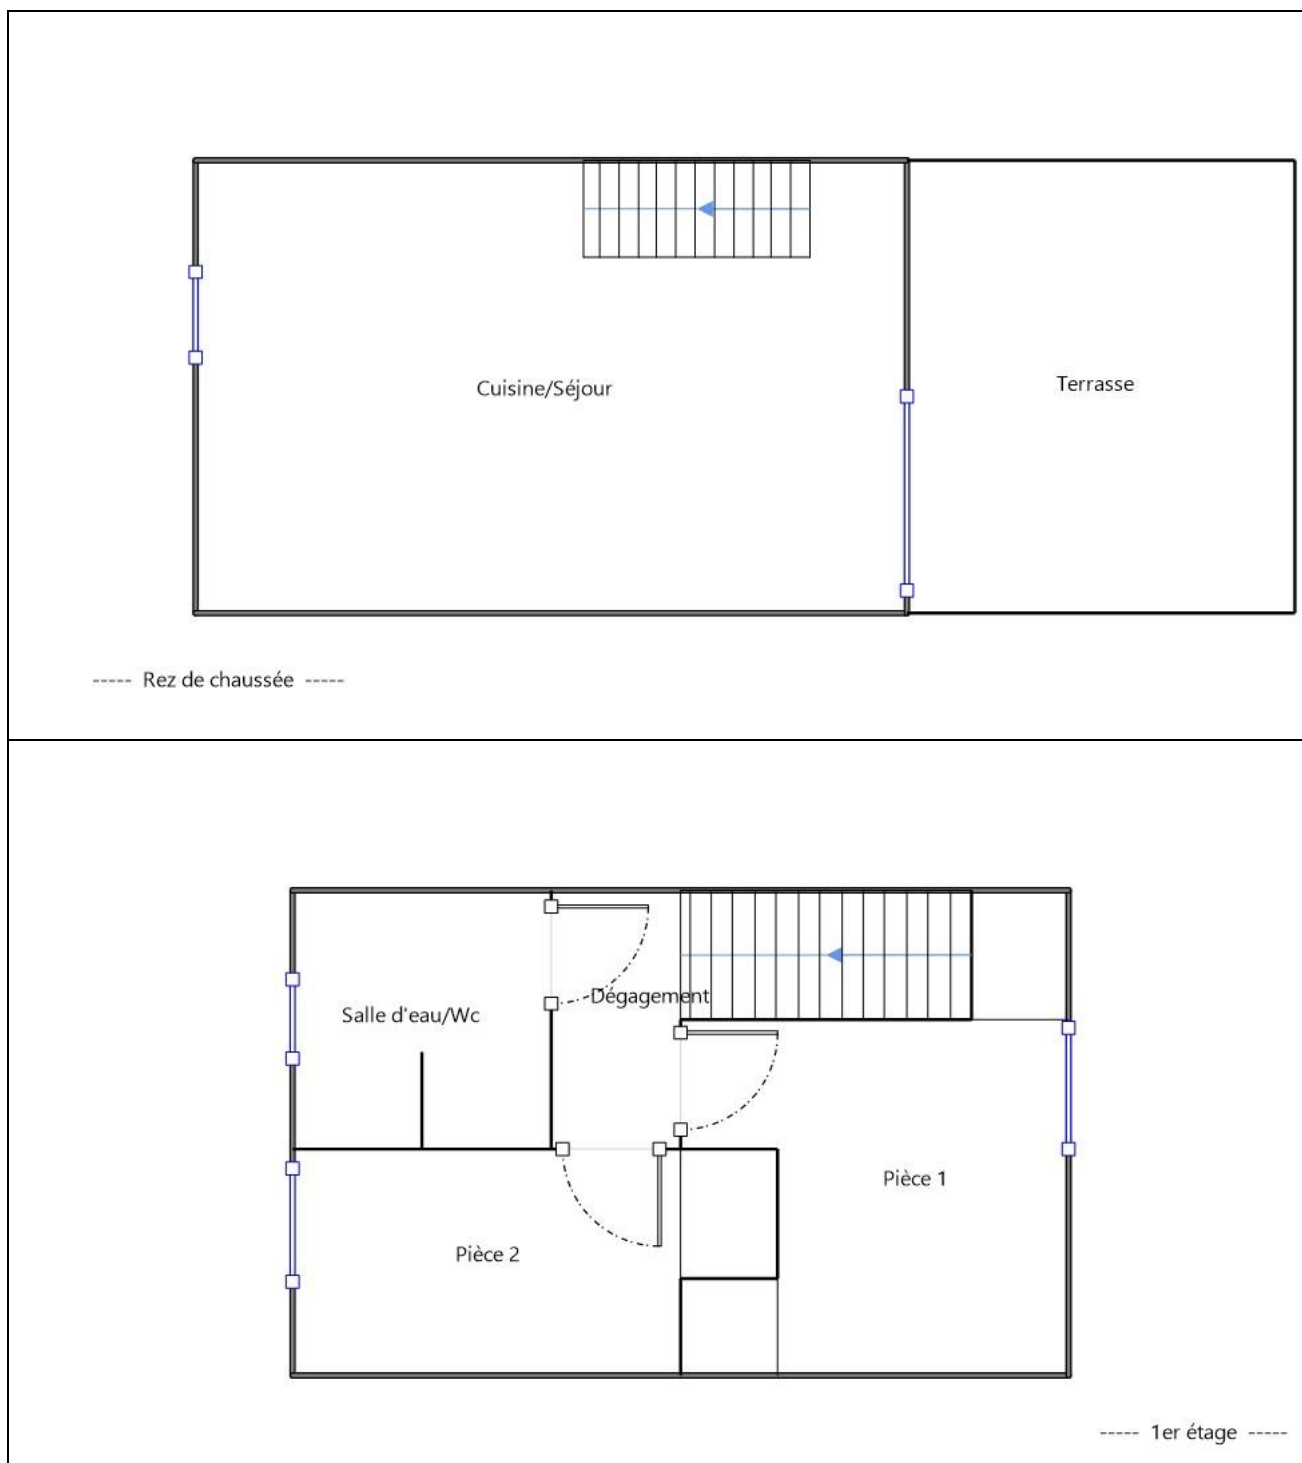 Cuisine/Séjour
Terrasse
----- Rez de chaussée -----
Dégagement
Salle d'eau/Wc
Pièce 1
Pièce 2
----- 1er étage -----